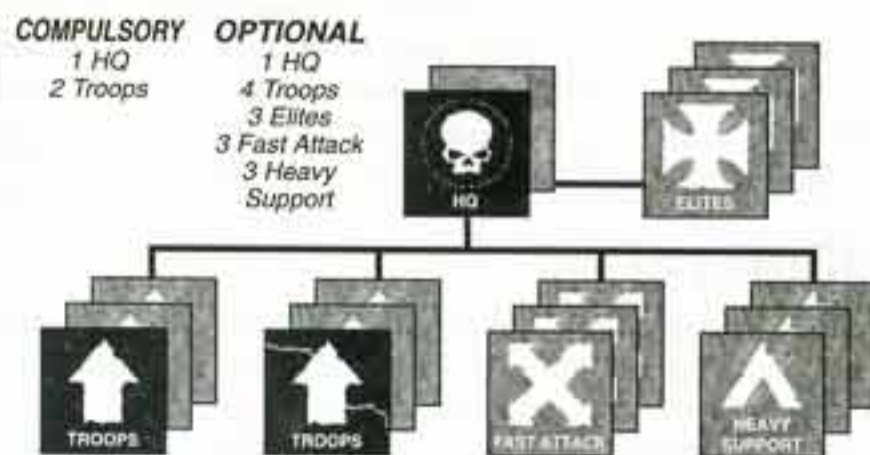 COMPULSORY
1 HQ
2 Troops
OPTIONAL
1 HQ
4 Troops
3 Elites
3 Fast Attack
3 Heavy
Support
HQ
ELITES
TROOPS
TROOPS
FAST ATTACK
HEAVY
SUPPORT